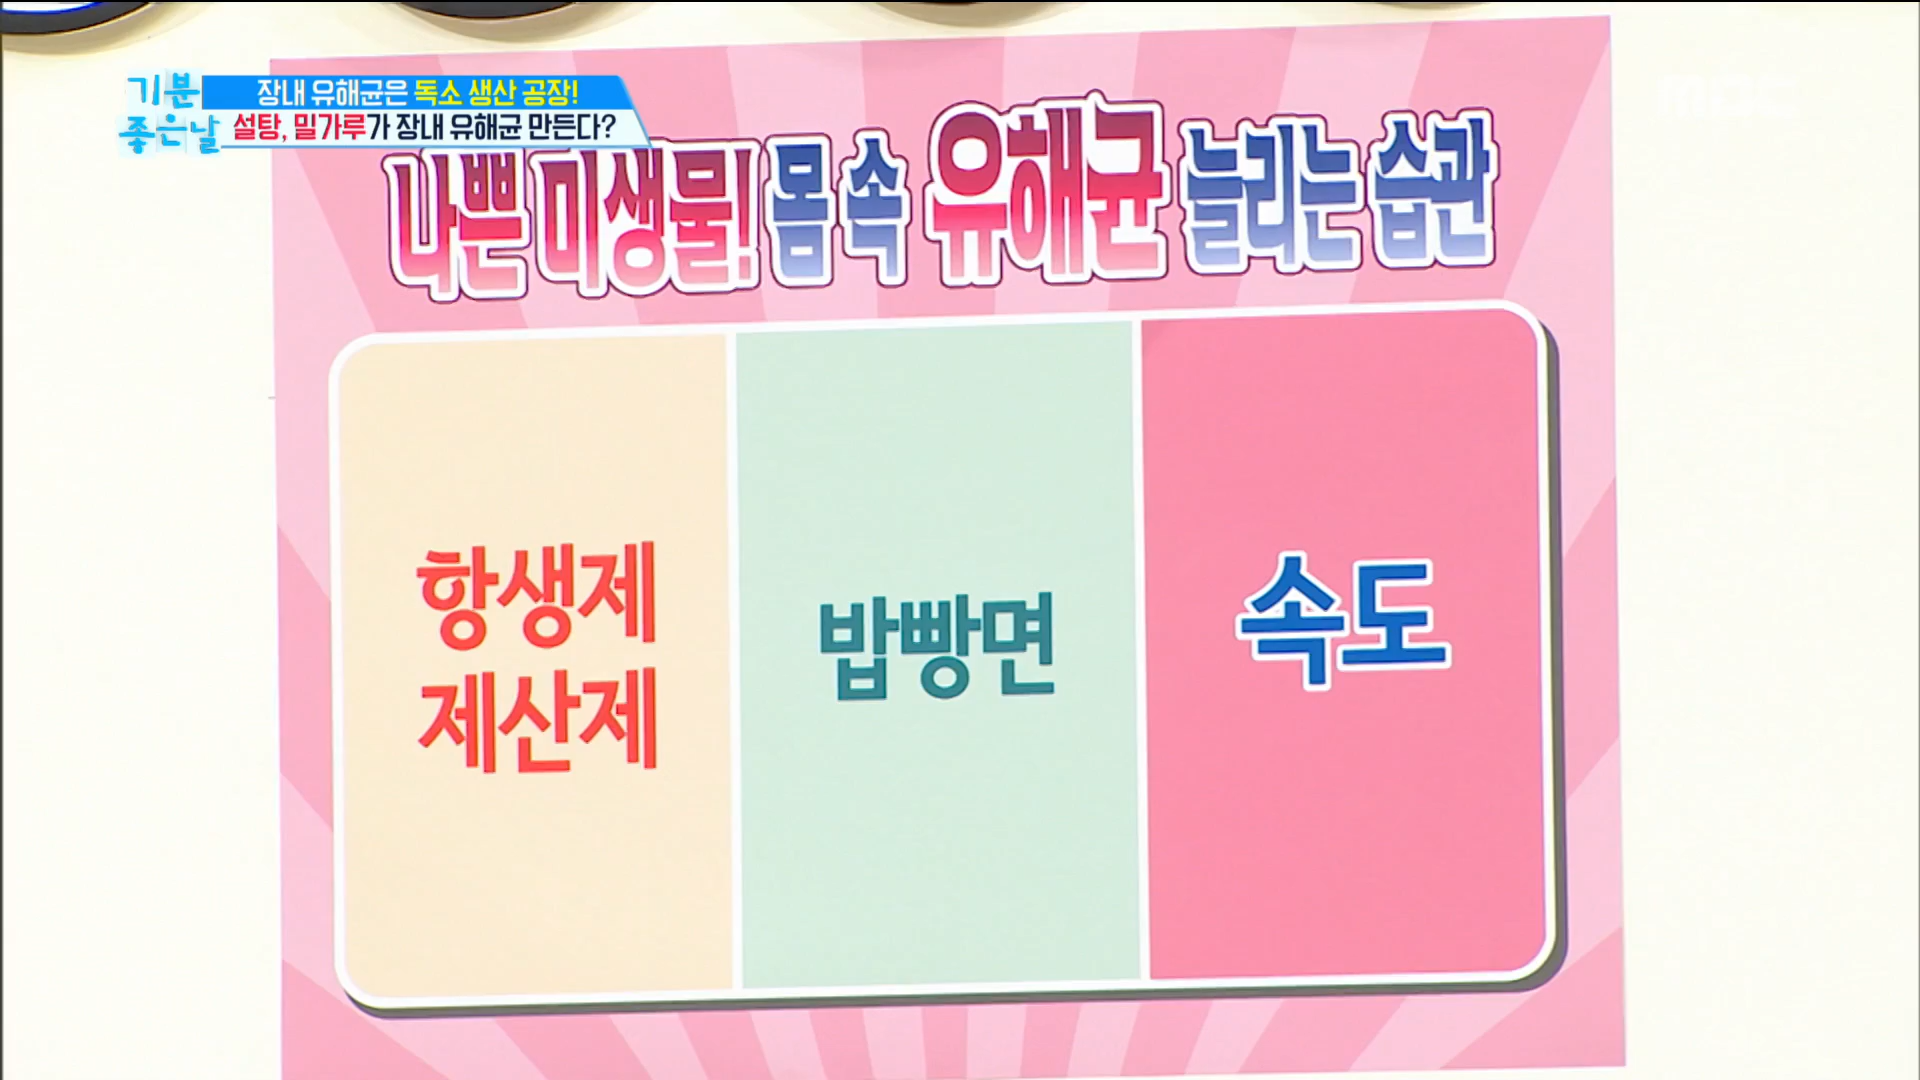 기분
좋은날
장내 유해균은 독소 생산 공장!
설탕, 밀가루가 장내 유해균 만든다?
MBC
나쁜 미생물! 몸 속 유해균 늘리는 습관
항생제
제산제
밥빵면
속도